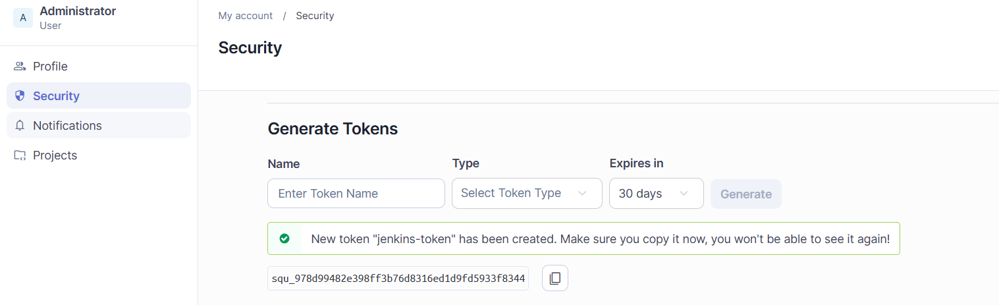 A
Administrator
User
Profile
Security
Notifications
Projects
My account / Security
Security
Generate Tokens
Name
Type
Expires in
Enter Token Name
Select Token Type
30 days
Generate
New token "jenkins-token" has been created. Make sure you copy it now, you won't be able to see it again!
squ_978d99482e398ff3b76d8316ed1d9fd5933f8344